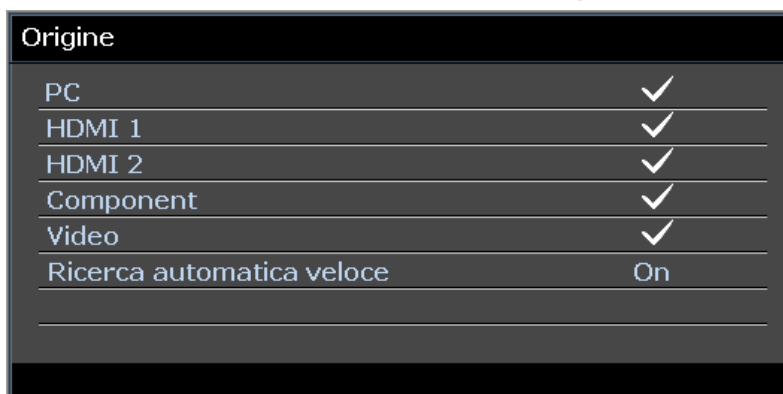 Origine
PC ✓
HDMI 1 ✓
HDMI 2 ✓
Component ✓
Video ✓
Ricerca automatica veloce On